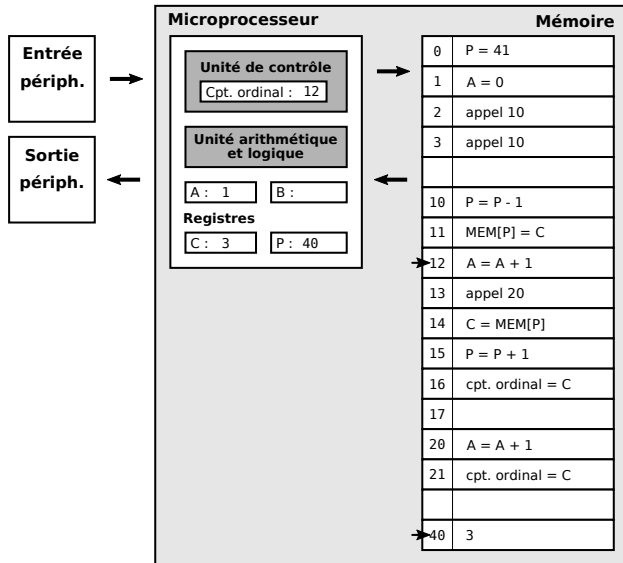 Microprocesseur
Mémoire
Entrée
périph.
Sortie
périph.
Unité de contrôle
Cpt. ordinal : 12
Unité arithmétique
et logique
A : 1
B :
Registres
C : 3
P : 40
0 P = 41
1 A = 0
2 appel 10
3 appel 10
10 P = P - 1
11 MEM[P] = C
12 A = A + 1
13 appel 20
14 C = MEM[P]
15 P = P + 1
16 cpt. ordinal = C
17
20 A = A + 1
21 cpt. ordinal = C
40 3